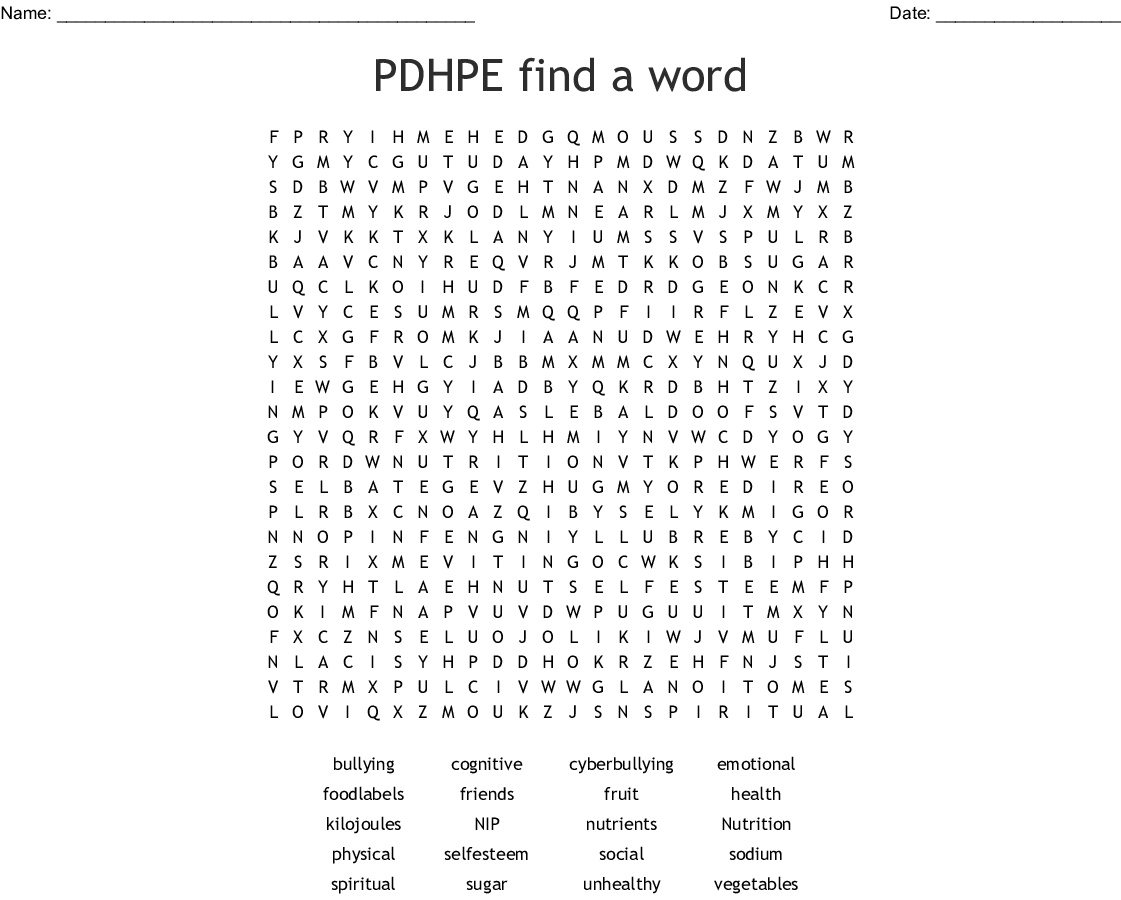 Name: ___________________________________________ Date: ___________________
PDHPE find a word
F P R Y I H M E H E D G Q M O U S S D N Z B W R
Y G M Y C G U T U D A Y H P M D W Q K D A T U M
S D B W V M P V G E H T N A N X D M Z F W J M B
B Z T M Y K R J O D L M N E A R L M J X M Y X Z
K J V K K T X K L A N Y I U M S S V S P U L R B
B A A V C N Y R E Q V R J M T K K O B S U G A R
U Q C L K O I H U D F B F E D R D G E O N K C R
L V Y C E S U M R S M Q Q P F I I R F L Z E V X
L C X G F R O M K J I A A N U D W E H R Y H C G
Y X S F B V L C J B B M X M M C X Y N Q U X J D
I E W G E H G Y I A D B Y Q K R D B H T Z I X Y
N M P O K V U Y Q A S L E B A L D O O F S V T D
G Y V Q R F X W Y H L H M I Y N V W C D Y O G Y
P O R D W N U T R I T I O N V T K P H W E R F S
S E L B A T E G E V Z H U G M Y O R E D I R E O
P L R B X C N O A Z Q I B Y S E L Y K M I G O R
N N O P I N F E N G N I Y L L U B R E B Y C I D
Z S R I X M E V I T I N G O C W K S I B I P H H
Q R Y H T L A E H N U T S E L F E S T E E M F P
O K I M F N A P V U V D W P U G U U I T M X Y N
F X C Z N S E L U O J O L I K I W J V M U F L U
N L A C I S Y H P D D H O K R Z E H F N J S T I
V T R M X P U L C I V W W G L A N O I T O M E S
L O V I Q X Z M O U K Z J S N S P I R I T U A L
bullying cognitive cyberbullying emotional
foodlabels friends fruit health
kilojoules NIP nutrients Nutrition
physical selfesteem social sodium
spiritual sugar unhealthy vegetables